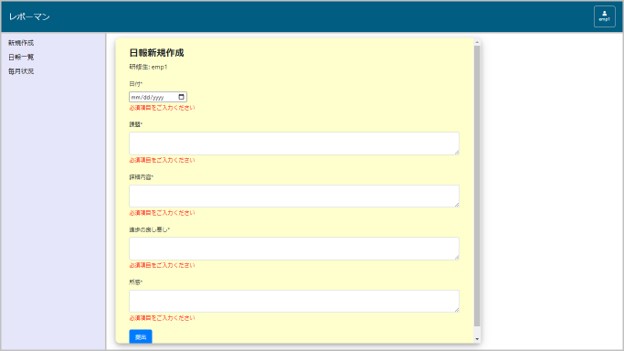 レポーマン
emp1
新規作成
日報一覧
毎月状況
日報新規作成
研修生: emp1
日付*
mm/dd/yyyy
必須項目をご入力ください
課題*
必須項目をご入力ください
詳細内容*
必須項目をご入力ください
進歩の良し悪し*
必須項目をご入力ください
必須項目をご入力ください
提出